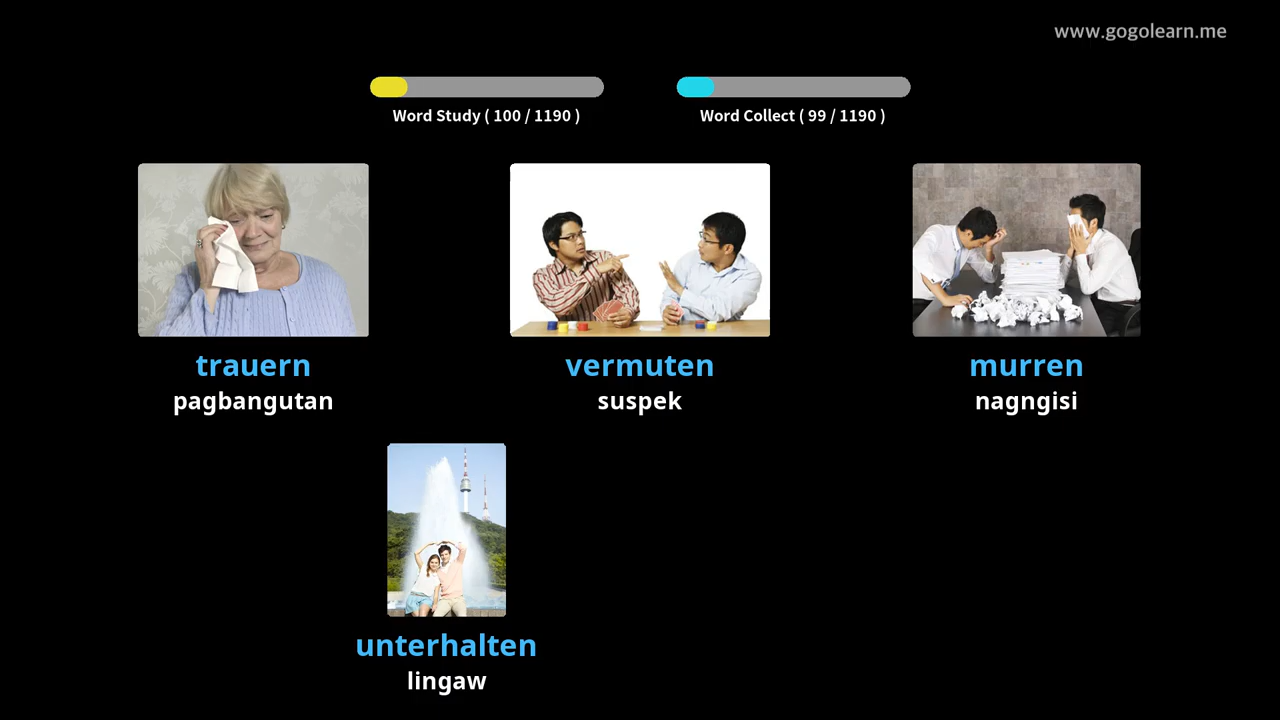 www.gogolearn.me
Word Study ( 100 / 1190 )
Word Collect ( 99 / 1190 )
trauern
pagbangutan
vermuten
suspek
murren
nagngisi
unterhalten
lingaw